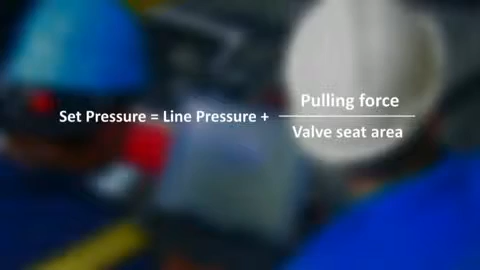 Pulling force
Set Pressure = Line Pressure +
Valve seat area